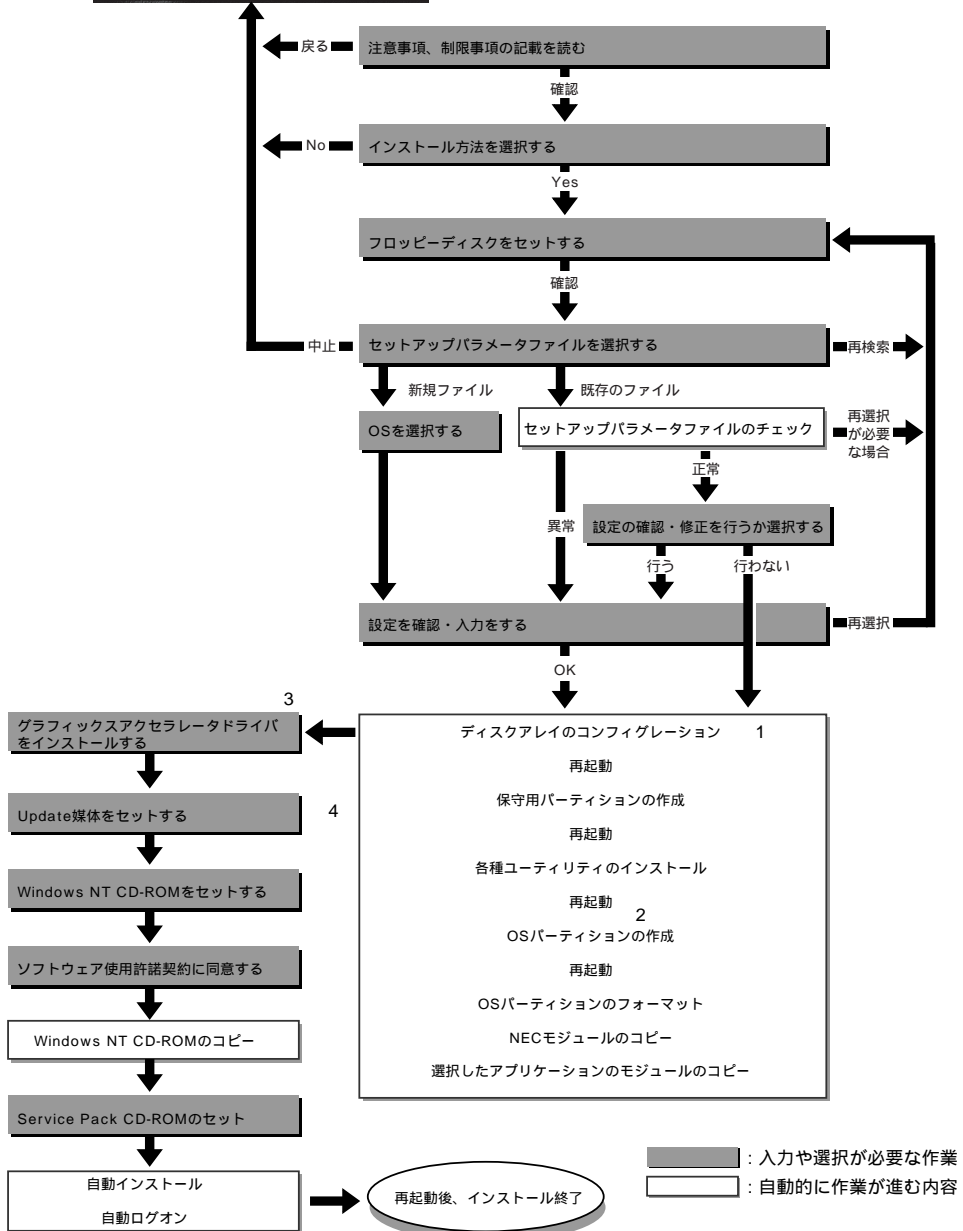 戻る
注意事項、制限事項の記載を読む
確認
No
インストール方法を選択する
Yes
フロッピーディスクをセットする
確認
中止
セットアップパラメータファイルを選択する
再検索
新規ファイル
既存のファイル
OSを選択する
セットアップパラメータファイルのチェック
再選択
が必要
な場合
正常
異常
設定の確認・修正を行うか選択する
行う
行わない
設定を確認・入力をする
再選択
OK
3
グラフィックスアクセラレータドライバ
をインストールする
ディスクアレイのコンフィグレーション 1
再起動
保守用パーティションの作成
再起動
各種ユーティリティのインストール
再起動
2
OSパーティションの作成
再起動
OSパーティションのフォーマット
NECモジュールのコピー
選択したアプリケーションのモジュールのコピー
Update媒体をセットする
4
Windows NT CD-ROMをセットする
ソフトウェア使用許諾契約に同意する
Windows NT CD-ROMのコピー
Service Pack CD-ROMのセット
自動インストール
自動ログオン
再起動後、インストール終了
：入力や選択が必要な作業
：自動的に作業が進む内容